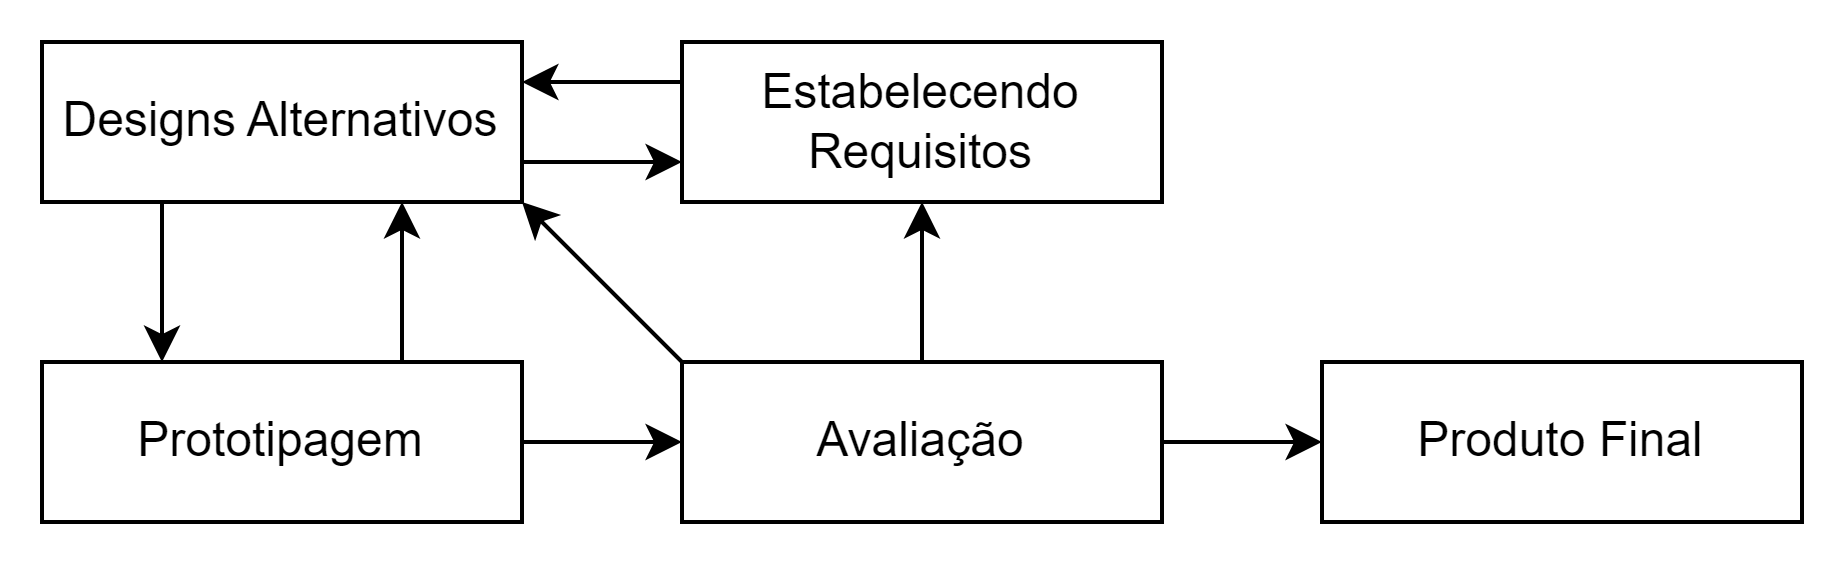 Designs Alternativos
Estabelecendo
Requisitos
Prototipagem
Avaliação
Produto Final